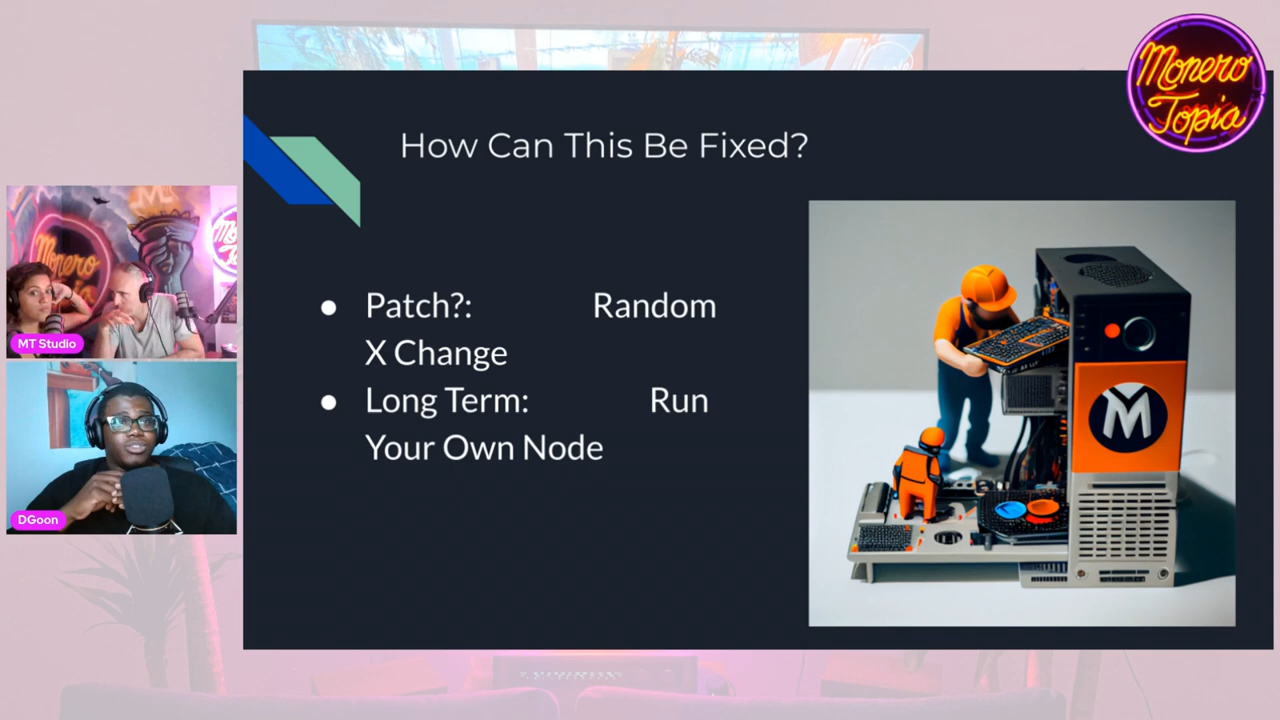 Monero
Topia
How Can This Be Fixed?
Patch?: Random
X Change
Long Term: Run
Your Own Node
M
Monero
MT Studio
DGoon